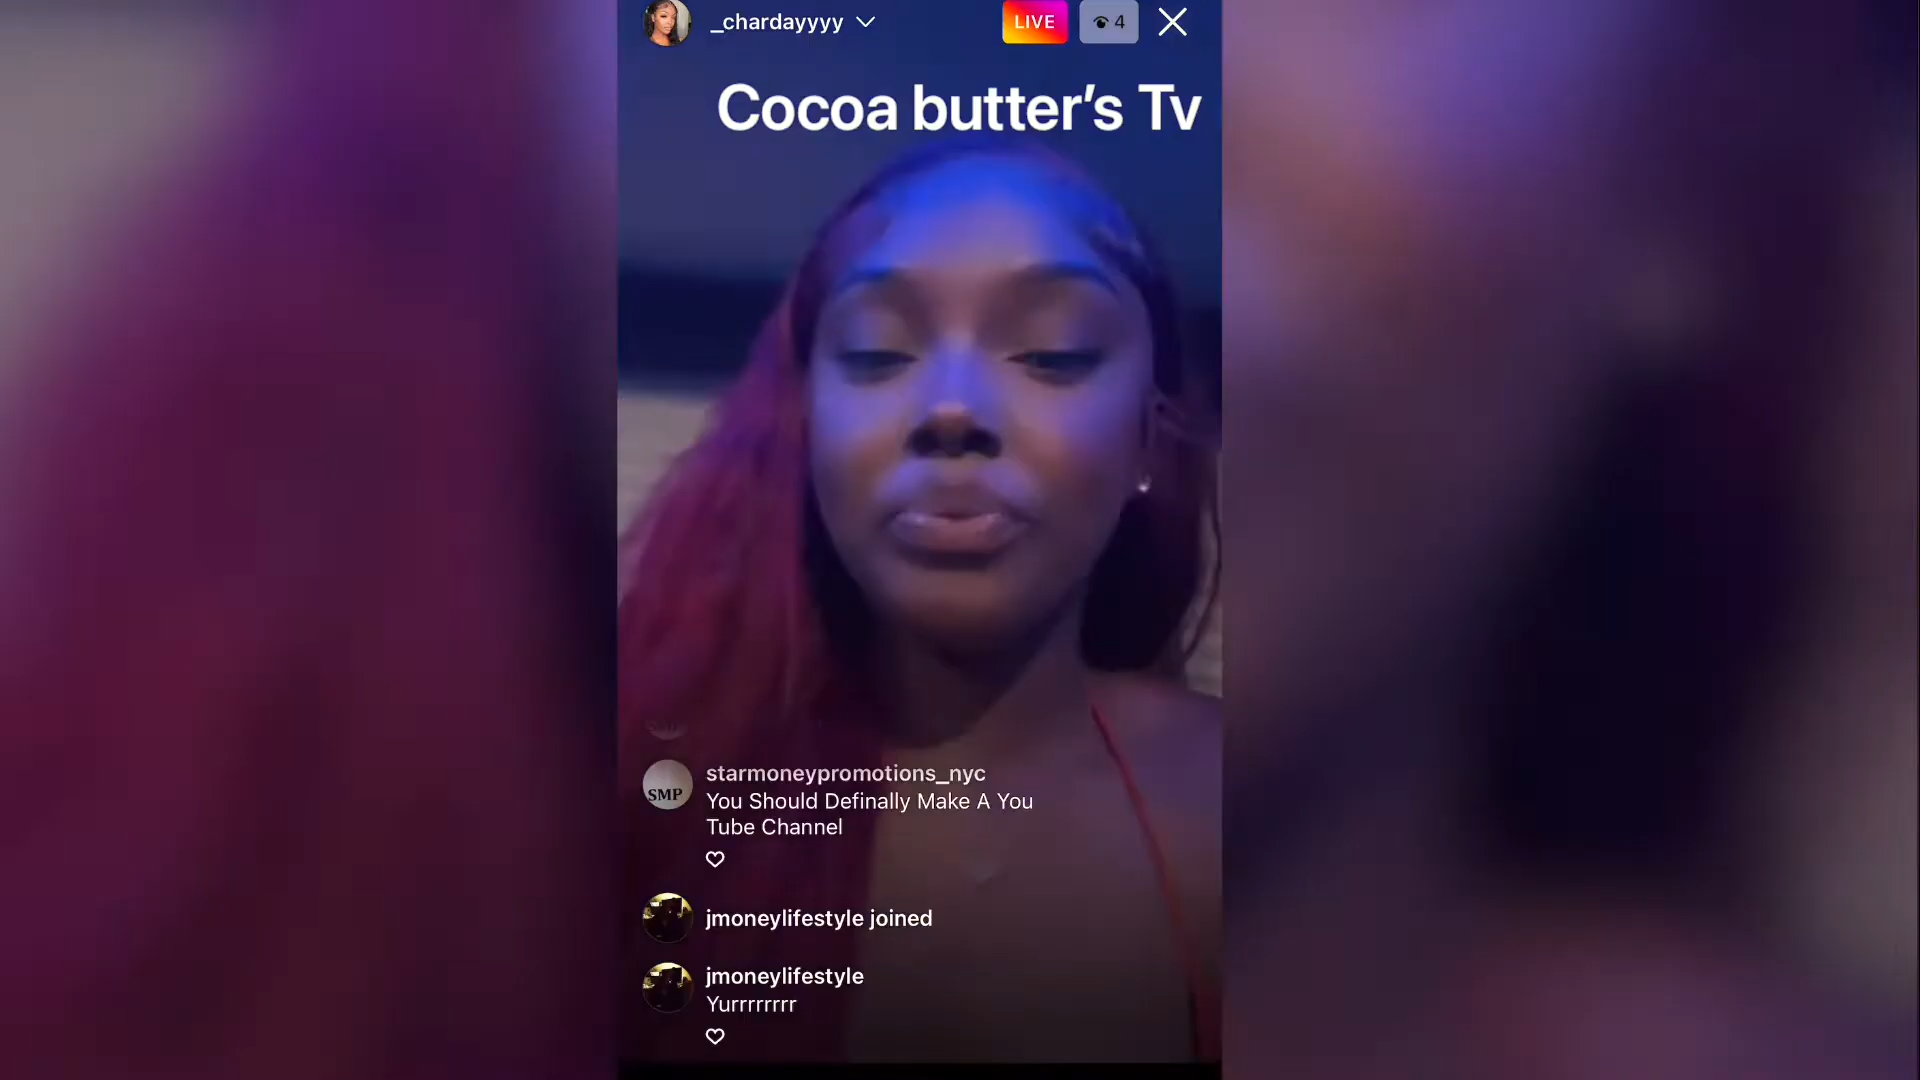 _chardayyyy
LIVE
4
Cocoa butter's Tv
SMP
starmoneypromotions_nyc
You Should Definally Make A You
Tube Channel
jmoneylifestyle joined
jmoneylifestyle
Yurrrrrrrr